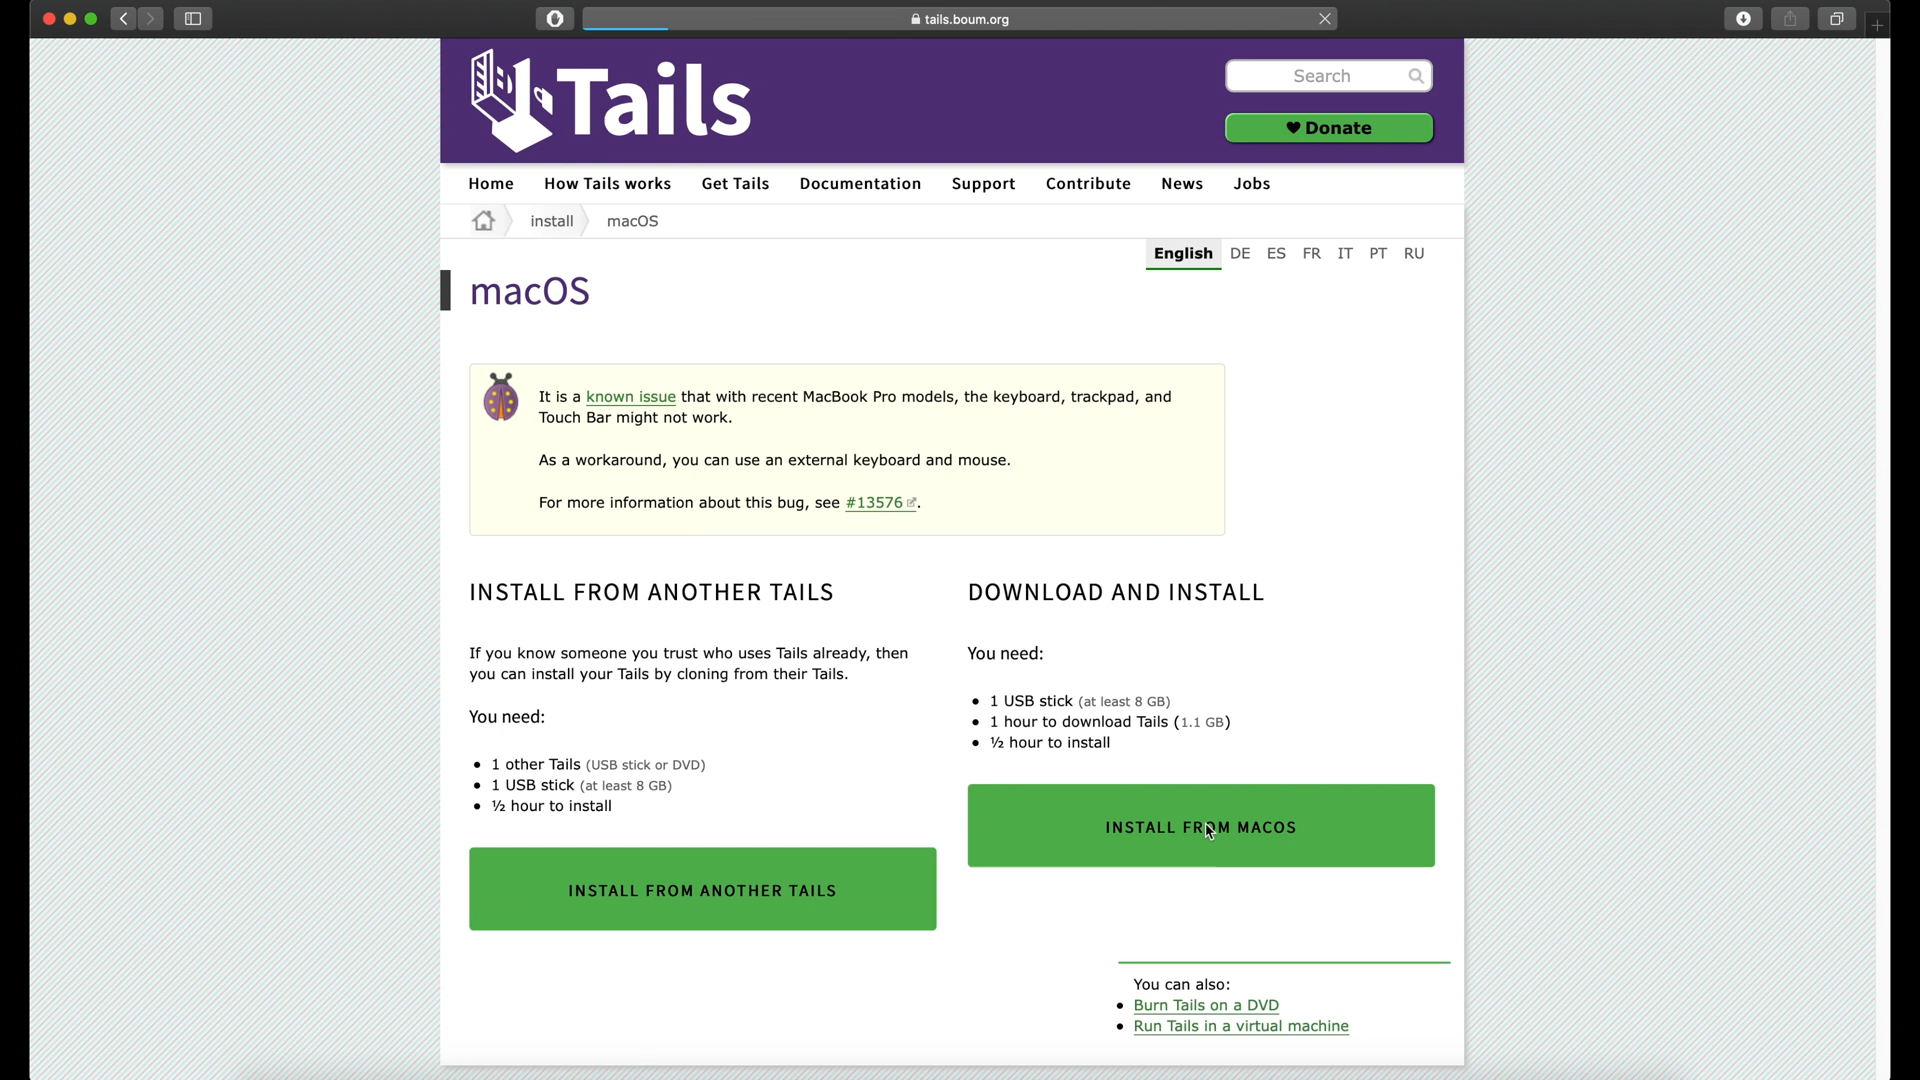 tails.boum.org
Tails
Search
Donate
Home How Tails works Get Tails Documentation Support Contribute News Jobs
install macOS
English DE ES FR IT PT RU
macOS
It is a known issue that with recent MacBook Pro models, the keyboard, trackpad, and
Touch Bar might not work.
As a workaround, you can use an external keyboard and mouse.
For more information about this bug, see #13576.
INSTALL FROM ANOTHER TAILS
If you know someone you trust who uses Tails already, then
you can install your Tails by cloning from their Tails.
You need:
• 1 other Tails (USB stick or DVD)
• 1 USB stick (at least 8 GB)
• ½ hour to install
INSTALL FROM ANOTHER TAILS
DOWNLOAD AND INSTALL
You need:
• 1 USB stick (at least 8 GB)
• 1 hour to download Tails (1.1 GB)
• ½ hour to install
INSTALL FROM MACOS
You can also:
• Burn Tails on a DVD
• Run Tails in a virtual machine